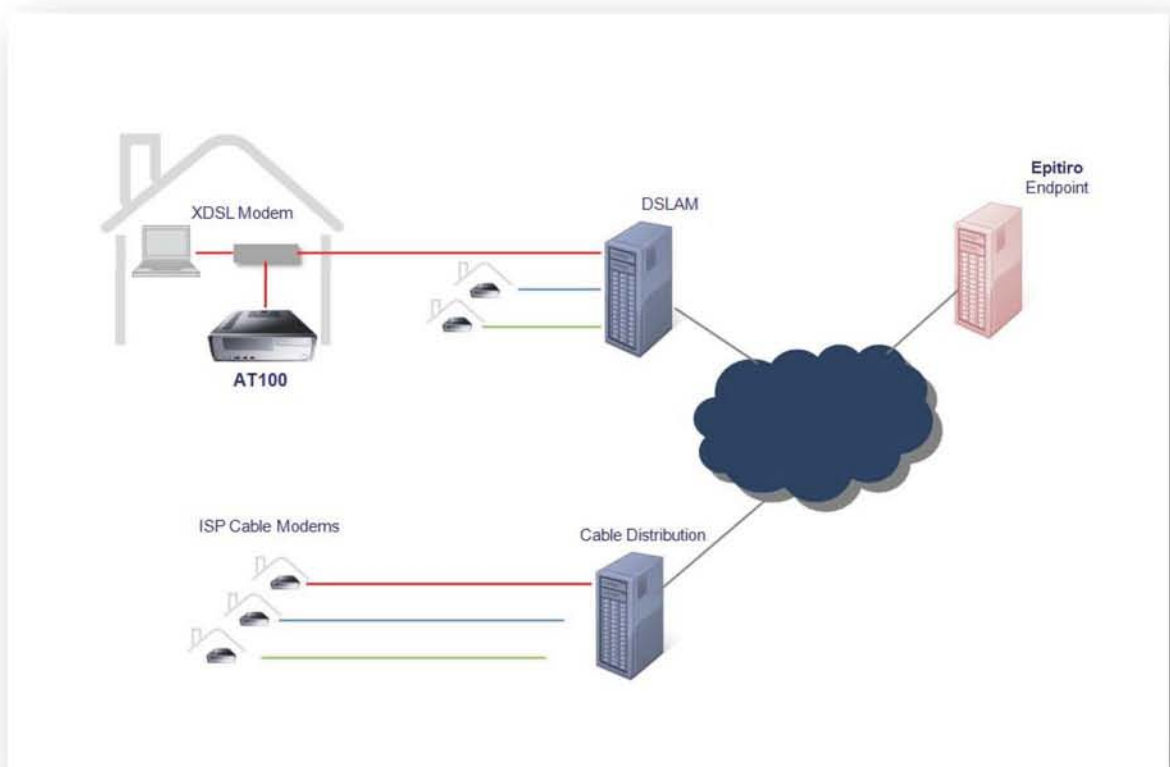 Epitiro
Endpoint
XDSL Modem
DSLAM
AT100
ISP Cable Modems
Cable Distribution